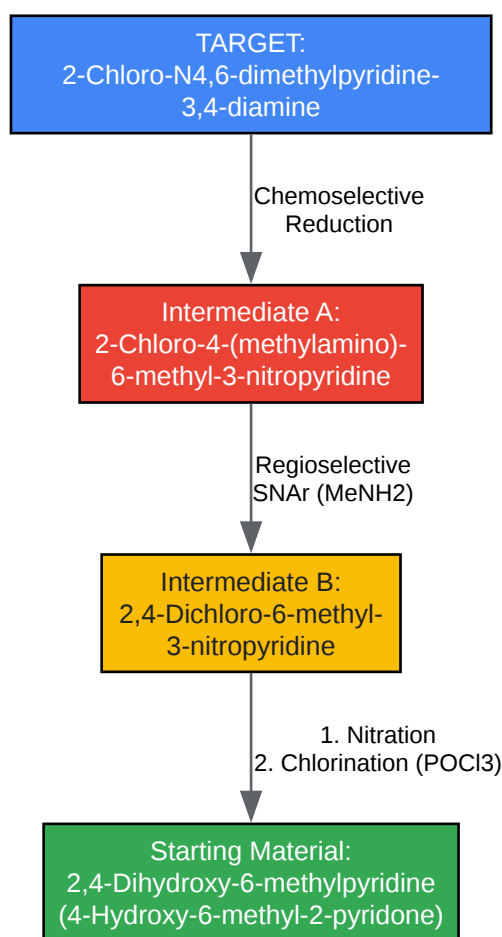 TARGET:
2-Chloro-N4,6-dimethylpyridine-
3,4-diamine
Chemoselective
Reduction
Intermediate A:
2-Chloro-4-(methylamino)-
6-methyl-3-nitropyridine
Regioselective
SNAr (MeNH2)
Intermediate B:
2,4-Dichloro-6-methyl-
3-nitropyridine
1. Nitration
2. Chlorination (POCl3)
Starting Material:
2,4-Dihydroxy-6-methylpyridine
(4-Hydroxy-6-methyl-2-pyridone)